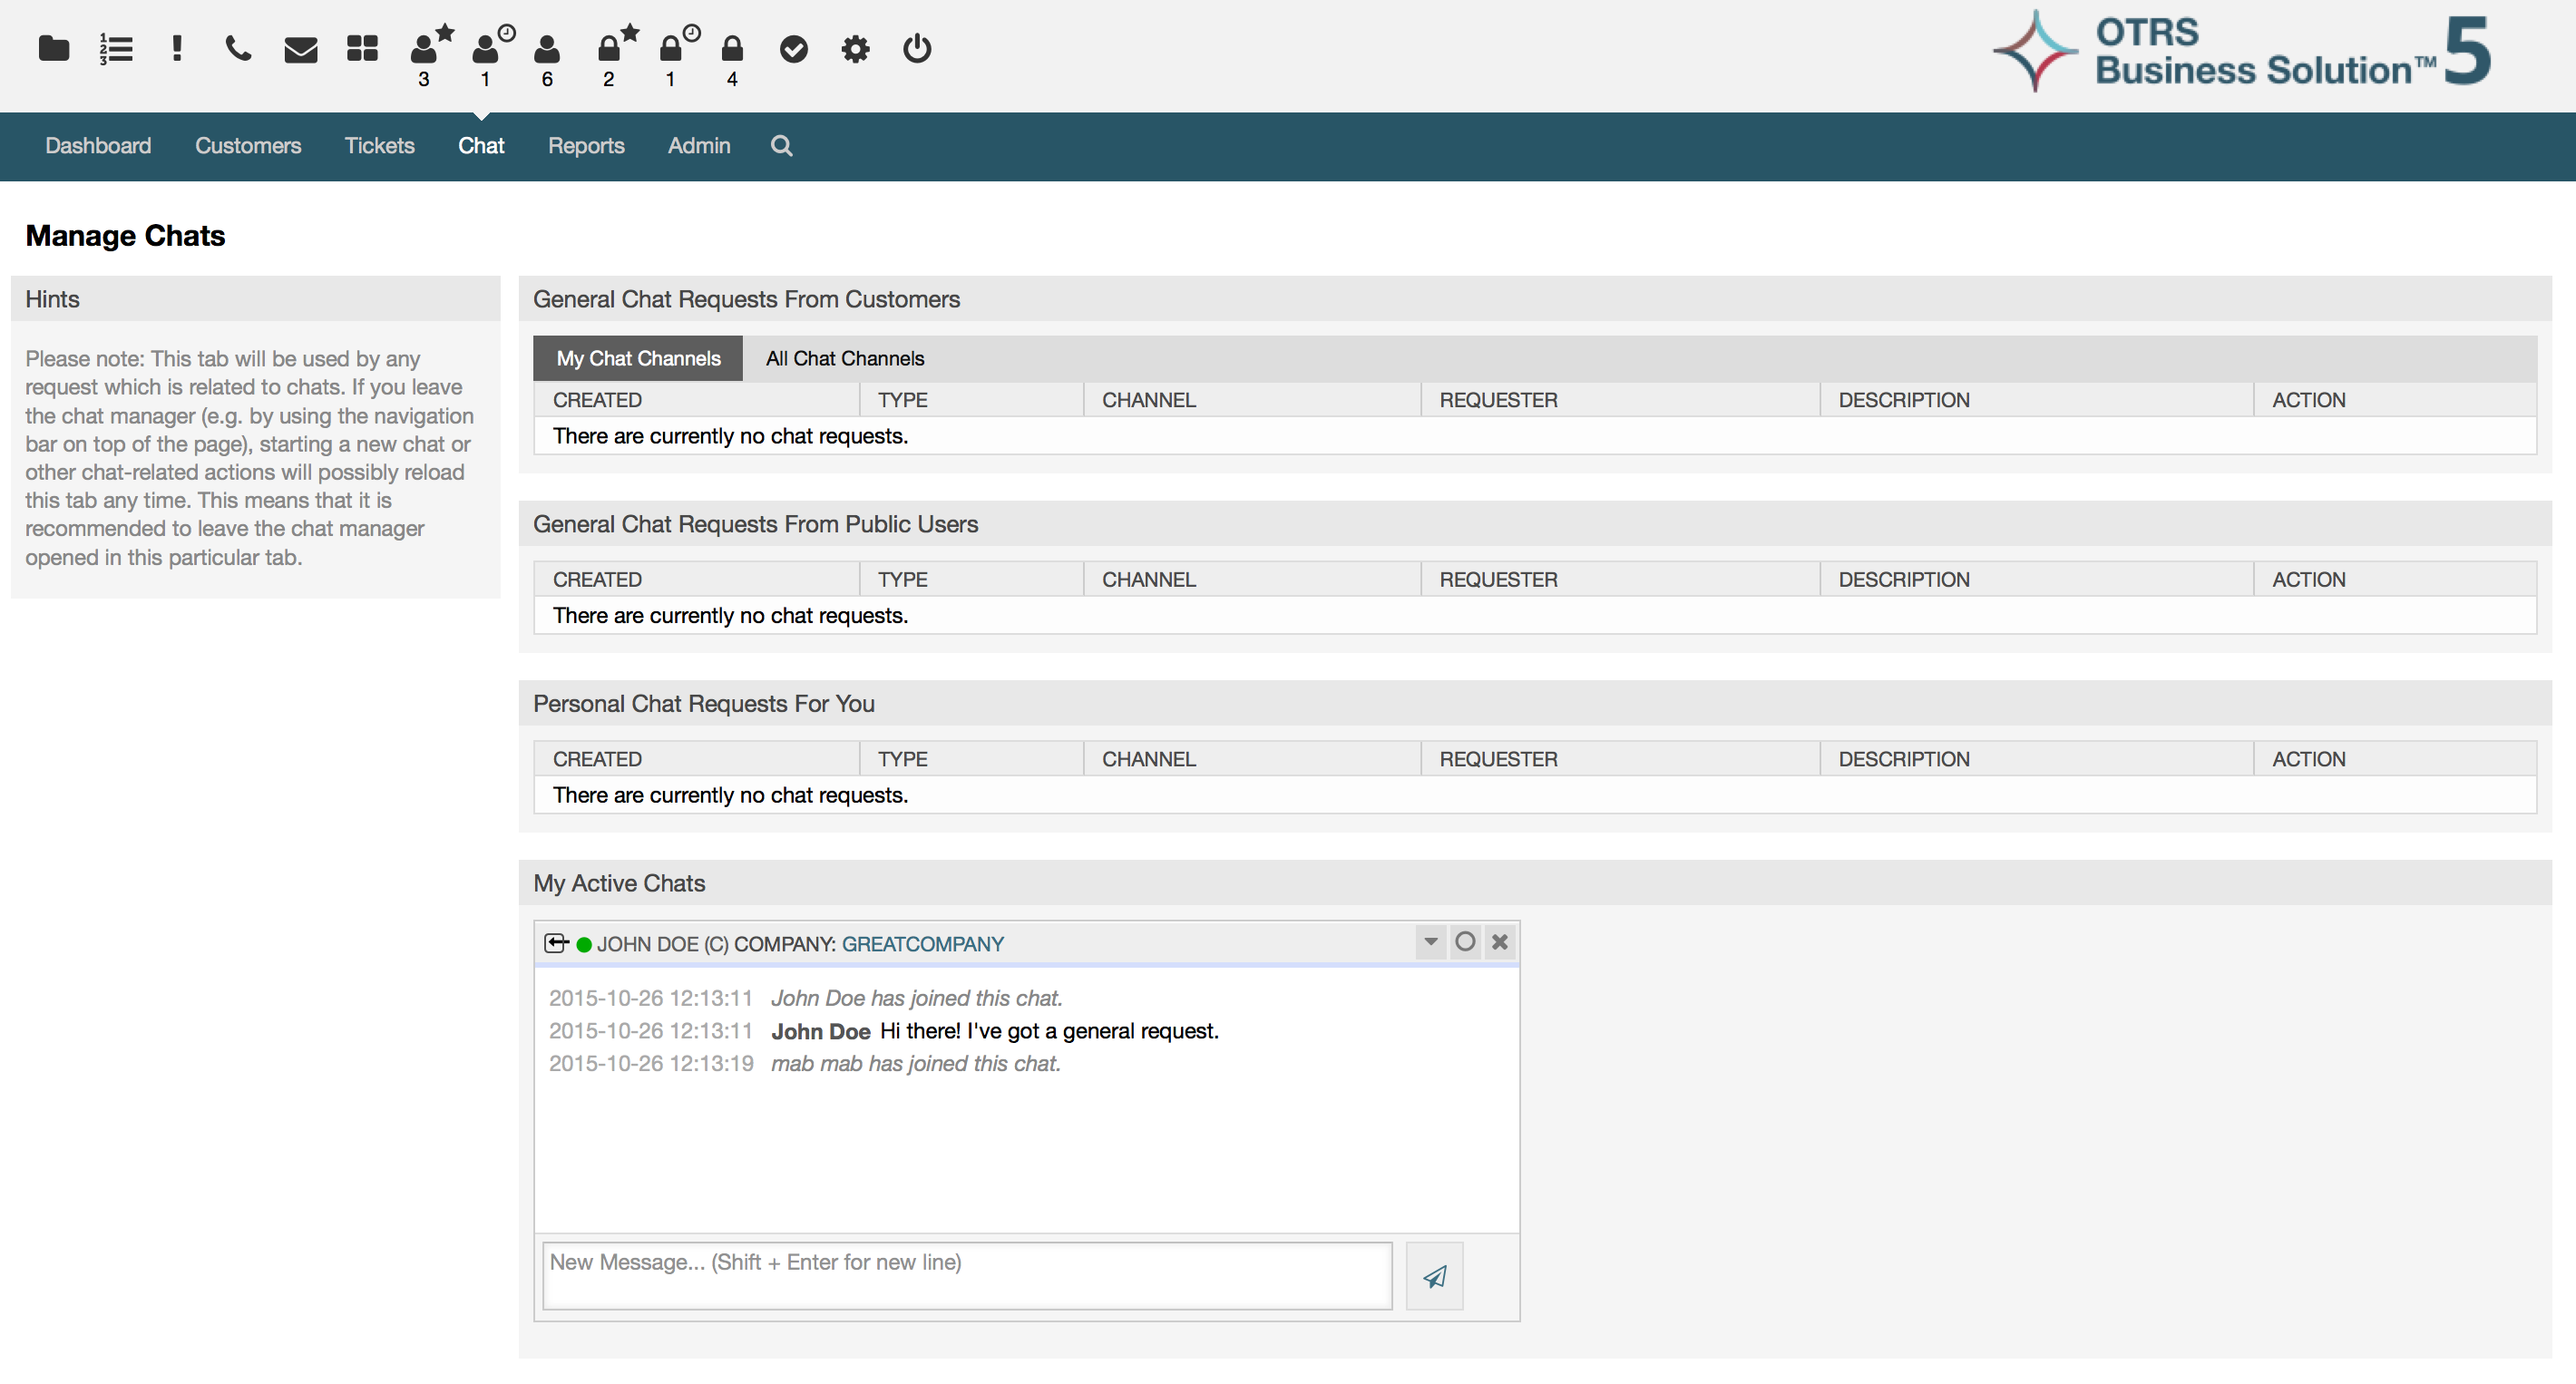 3 1 6 2 1 4
OTRS
Business Solution™ 5
Dashboard Customers Tickets Chat Reports Admin
Manage Chats
Hints
Please note: This tab will be used by any
request which is related to chats. If you leave
the chat manager (e.g. by using the navigation
bar on top of the page), starting a new chat or
other chat-related actions will possibly reload
this tab any time. This means that it is
recommended to leave the chat manager
opened in this particular tab.
General Chat Requests From Customers
My Chat Channels All Chat Channels
CREATED TYPE CHANNEL REQUESTER DESCRIPTION ACTION
There are currently no chat requests.
General Chat Requests From Public Users
CREATED TYPE CHANNEL REQUESTER DESCRIPTION ACTION
There are currently no chat requests.
Personal Chat Requests For You
CREATED TYPE CHANNEL REQUESTER DESCRIPTION ACTION
There are currently no chat requests.
My Active Chats
JOHN DOE (C) COMPANY: GREATCOMPANY
2015-10-26 12:13:11 John Doe has joined this chat.
2015-10-26 12:13:11 John Doe Hi there! I've got a general request.
2015-10-26 12:13:19 mab mab has joined this chat.
New Message... (Shift + Enter for new line)